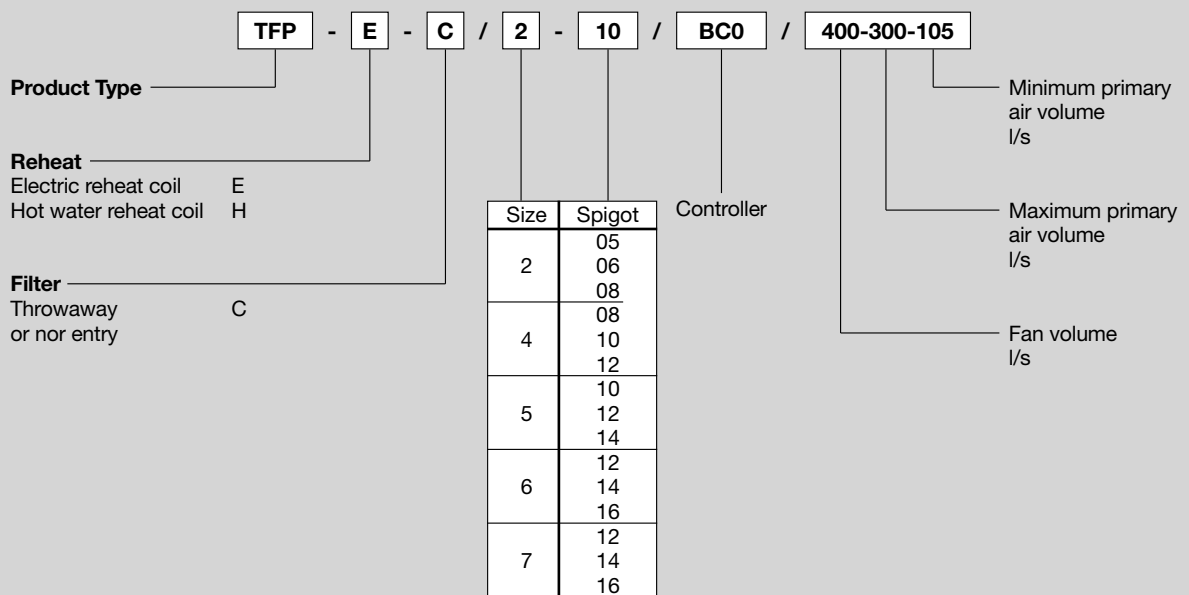 TFP - E - C / 2 - 10 / BC0 / 400-300-105
Product Type
Reheat
Electric reheat coil E
Hot water reheat coil H
Filter
Throwaway C
or nor entry
Size Spigot
2
05
06
08
4
08
10
12
5
10
12
14
6
12
14
16
7
12
14
16
Controller
Minimum primary
air volume
l/s
Maximum primary
air volume
l/s
Fan volume
l/s